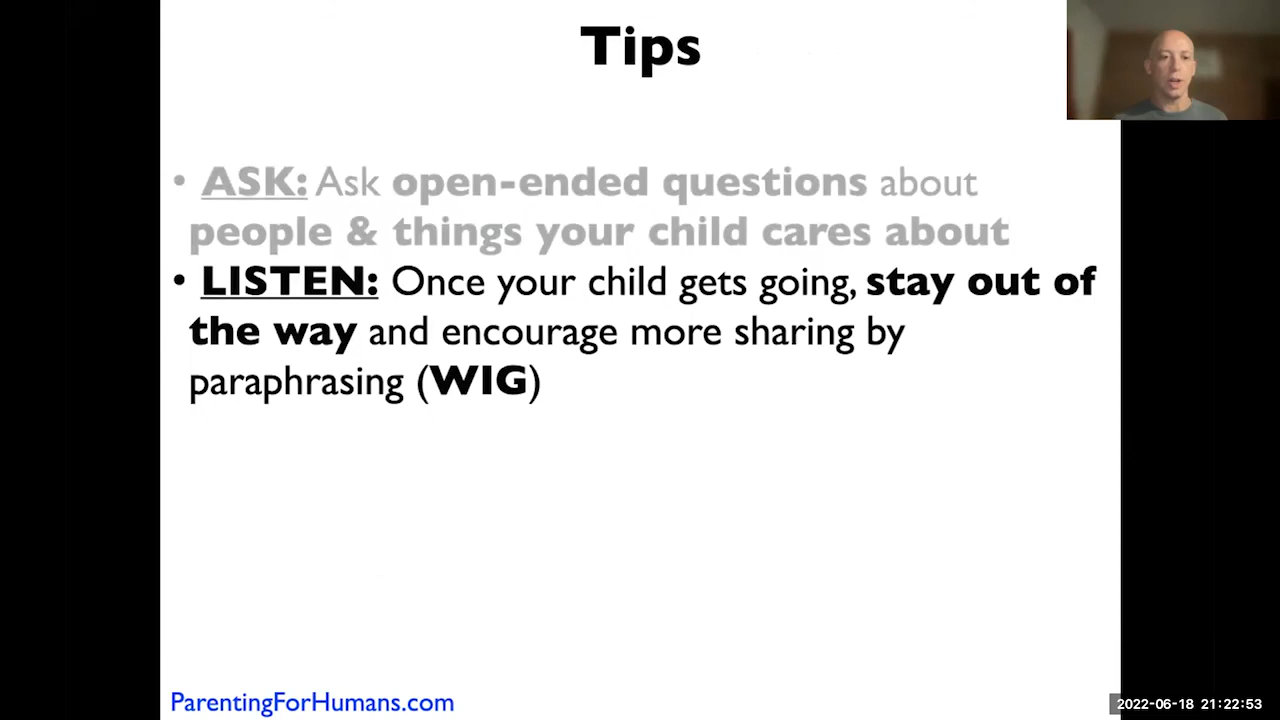 Tips
• ASK: Ask open-ended questions about
people & things your child cares about
• LISTEN: Once your child gets going, stay out of
the way and encourage more sharing by
paraphrasing (WIG)
ParentingForHumans.com
2022-06-18 21:22:53